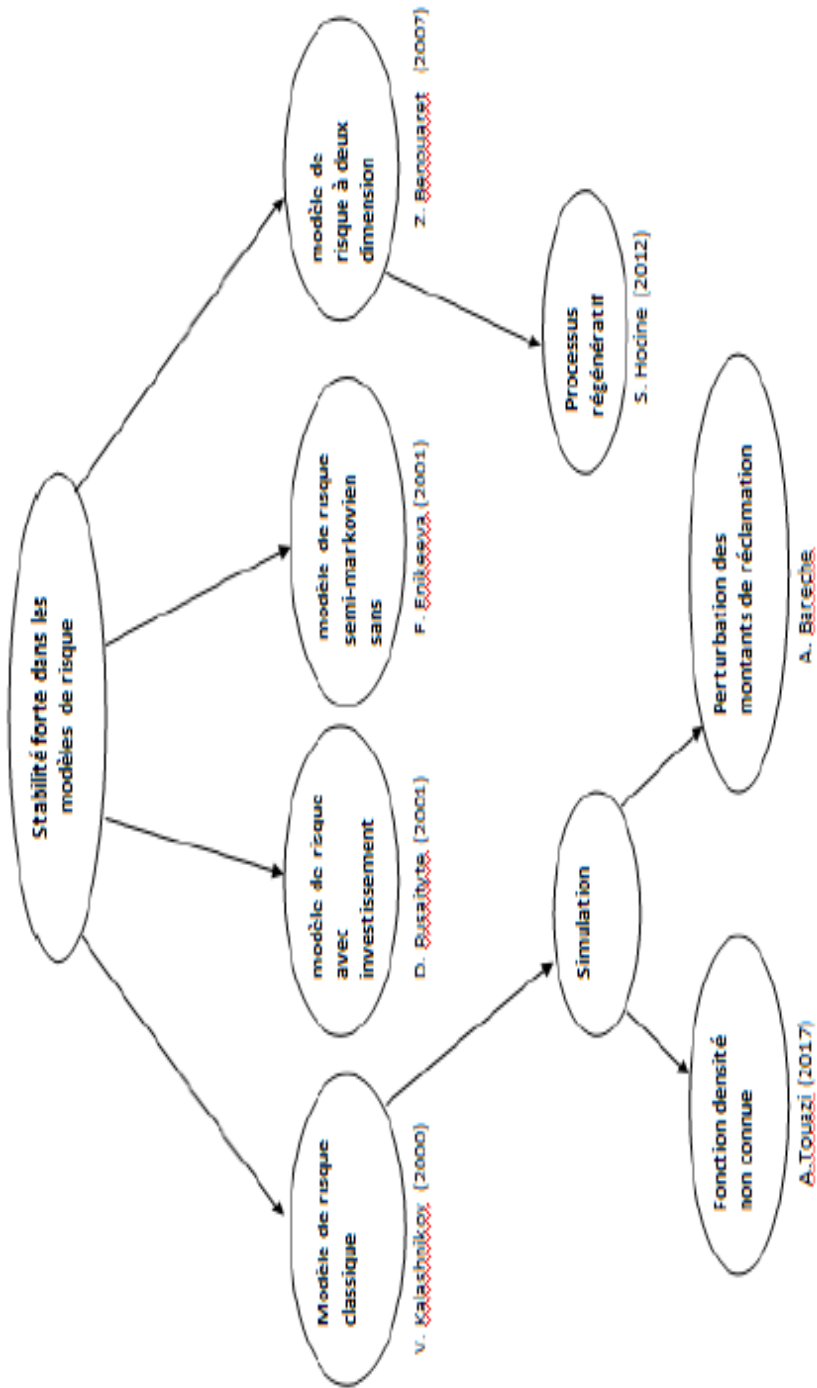 Stabilité forte dans les
modèles de risque
Modèle de risque
classique
V. Kalashnikov (2000)
modèle de risque
avec
investissement
D. Rusaityte (2001)
modèle de risque
semi-markovien
sans
F. Enikeeva (2001)
modèle de
risque à deux
dimension
Z. Benouaret (2007)
Simulation
Processus
régénératif
S. Hocine (2012)
Fonction densité
non connue
A.Touazi (2017)
Perturbation des
montants de réclamation
A. Bareche